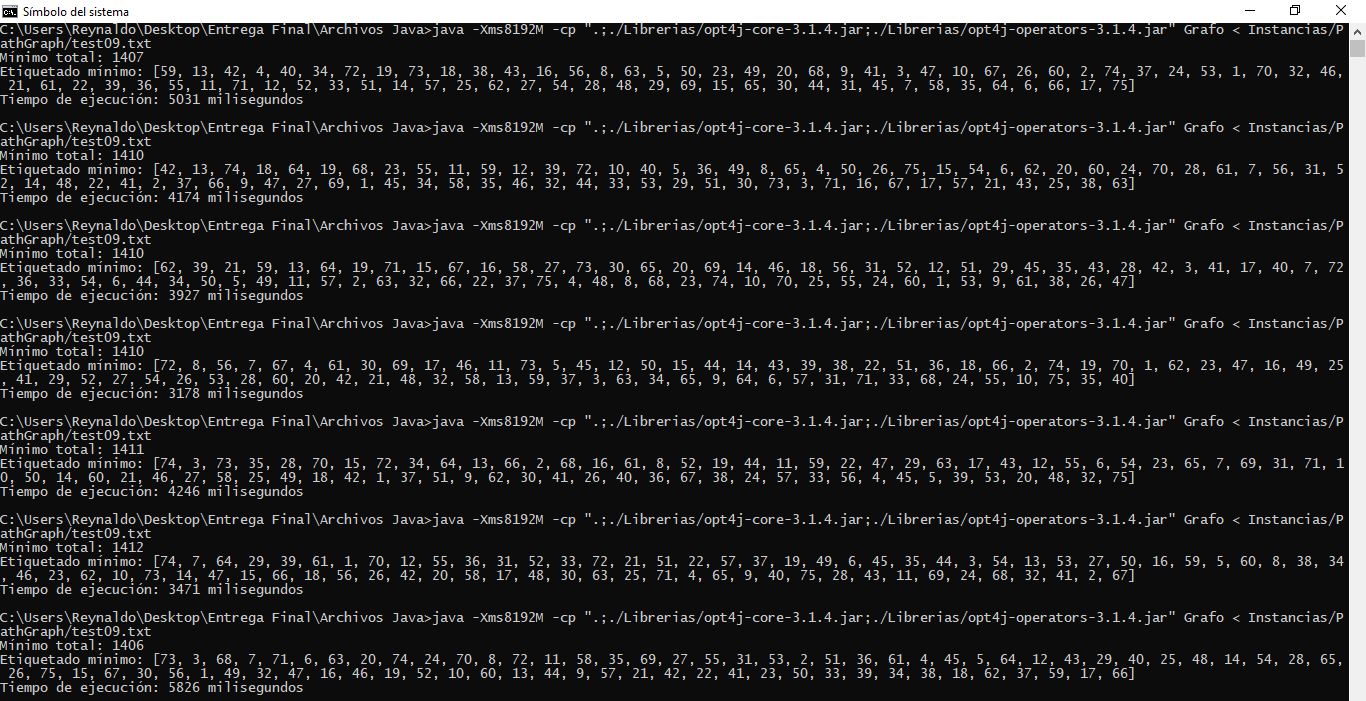 Símbolo del sistema
C:\Users\Reynaldo\Desktop\Entrega Final\Archivos Java>java -Xms8192M -cp ".;./Librerias/opt4j-core-3.1.4.jar;./Librerias/opt4j-operators-3.1.4.jar" Grafo < Instancias/P
athGraph/test09.txt
Mínimo total: 1407
Etiquetado mínimo: [59, 13, 42, 4, 40, 34, 72, 19, 73, 18, 38, 43, 16, 56, 8, 63, 5, 50, 23, 49, 20, 68, 9, 41, 3, 47, 10, 67, 26, 60, 2, 74, 37, 24, 53, 1, 70, 32, 46,
 21, 61, 22, 39, 36, 55, 11, 71, 12, 52, 33, 51, 14, 57, 25, 62, 27, 54, 28, 48, 29, 69, 15, 65, 30, 44, 31, 45, 7, 58, 35, 64, 6, 66, 17, 75]
Tiempo de ejecución: 5031 milisegundos
C:\Users\Reynaldo\Desktop\Entrega Final\Archivos Java>java -Xms8192M -cp ".;./Librerias/opt4j-core-3.1.4.jar;./Librerias/opt4j-operators-3.1.4.jar" Grafo < Instancias/P
athGraph/test09.txt
Mínimo total: 1410
Etiquetado mínimo: [42, 13, 74, 18, 64, 19, 68, 23, 55, 11, 59, 12, 39, 72, 10, 40, 5, 36, 49, 8, 65, 4, 50, 26, 75, 15, 54, 6, 62, 20, 60, 24, 70, 28, 61, 7, 56, 31, 5
2, 14, 48, 22, 41, 2, 37, 66, 9, 47, 27, 69, 1, 45, 34, 58, 35, 46, 32, 44, 33, 53, 29, 51, 30, 73, 3, 71, 16, 67, 17, 57, 21, 43, 25, 38, 63]
Tiempo de ejecución: 4174 milisegundos
C:\Users\Reynaldo\Desktop\Entrega Final\Archivos Java>java -Xms8192M -cp ".;./Librerias/opt4j-core-3.1.4.jar;./Librerias/opt4j-operators-3.1.4.jar" Grafo < Instancias/P
athGraph/test09.txt
Mínimo total: 1410
Etiquetado mínimo: [62, 39, 21, 59, 13, 64, 19, 71, 15, 67, 16, 58, 27, 73, 30, 65, 20, 69, 14, 46, 18, 56, 31, 52, 12, 51, 29, 45, 35, 43, 28, 42, 3, 41, 17, 40, 7, 72
, 36, 33, 54, 6, 44, 34, 50, 5, 49, 11, 57, 2, 63, 32, 66, 22, 37, 75, 4, 48, 8, 68, 23, 74, 10, 70, 25, 55, 24, 60, 1, 53, 9, 61, 38, 26, 47]
Tiempo de ejecución: 3927 milisegundos
C:\Users\Reynaldo\Desktop\Entrega Final\Archivos Java>java -Xms8192M -cp ".;./Librerias/opt4j-core-3.1.4.jar;./Librerias/opt4j-operators-3.1.4.jar" Grafo < Instancias/P
athGraph/test09.txt
Mínimo total: 1410
Etiquetado mínimo: [72, 8, 56, 7, 67, 4, 61, 30, 69, 17, 46, 11, 73, 5, 45, 12, 50, 15, 44, 14, 43, 39, 38, 22, 51, 36, 18, 66, 2, 74, 19, 70, 1, 62, 23, 47, 16, 49, 25
, 41, 29, 52, 27, 54, 26, 53, 28, 60, 20, 42, 21, 48, 32, 58, 13, 59, 37, 3, 63, 34, 65, 9, 64, 6, 57, 31, 71, 33, 68, 24, 55, 10, 75, 35, 40]
Tiempo de ejecución: 3178 milisegundos
C:\Users\Reynaldo\Desktop\Entrega Final\Archivos Java>java -Xms8192M -cp ".;./Librerias/opt4j-core-3.1.4.jar;./Librerias/opt4j-operators-3.1.4.jar" Grafo < Instancias/P
athGraph/test09.txt
Mínimo total: 1411
Etiquetado mínimo: [74, 3, 73, 35, 28, 70, 15, 72, 34, 64, 13, 66, 2, 68, 16, 61, 8, 52, 19, 44, 11, 59, 22, 47, 29, 63, 17, 43, 12, 55, 6, 54, 23, 65, 7, 69, 31, 71, 1
0, 50, 14, 60, 21, 46, 27, 58, 25, 49, 18, 42, 1, 37, 51, 9, 62, 30, 41, 26, 40, 36, 67, 38, 24, 57, 33, 56, 4, 45, 5, 39, 53, 20, 48, 32, 75]
Tiempo de ejecución: 4246 milisegundos
C:\Users\Reynaldo\Desktop\Entrega Final\Archivos Java>java -Xms8192M -cp ".;./Librerias/opt4j-core-3.1.4.jar;./Librerias/opt4j-operators-3.1.4.jar" Grafo < Instancias/P
athGraph/test09.txt
Mínimo total: 1412
Etiquetado mínimo: [74, 7, 64, 29, 39, 61, 1, 70, 12, 55, 36, 31, 52, 33, 72, 21, 51, 22, 57, 37, 19, 49, 6, 45, 35, 44, 3, 54, 13, 53, 27, 50, 16, 59, 5, 60, 8, 38, 34
, 46, 23, 62, 10, 73, 14, 47, 15, 66, 18, 56, 26, 42, 20, 58, 17, 48, 30, 63, 25, 71, 4, 65, 9, 40, 75, 28, 43, 11, 69, 24, 68, 32, 41, 2, 67]
Tiempo de ejecución: 3471 milisegundos
C:\Users\Reynaldo\Desktop\Entrega Final\Archivos Java>java -Xms8192M -cp ".;./Librerias/opt4j-core-3.1.4.jar;./Librerias/opt4j-operators-3.1.4.jar" Grafo < Instancias/P
athGraph/test09.txt
Mínimo total: 1406
Etiquetado mínimo: [73, 3, 68, 7, 71, 6, 63, 20, 74, 24, 70, 8, 72, 11, 58, 35, 69, 27, 55, 31, 53, 2, 51, 36, 61, 4, 45, 5, 64, 12, 43, 29, 40, 25, 48, 14, 54, 28, 65,
 26, 75, 15, 67, 30, 56, 1, 49, 32, 47, 16, 46, 19, 52, 10, 60, 13, 44, 9, 57, 21, 42, 22, 41, 23, 50, 33, 39, 34, 38, 18, 62, 37, 59, 17, 66]
Tiempo de ejecución: 5826 milisegundos